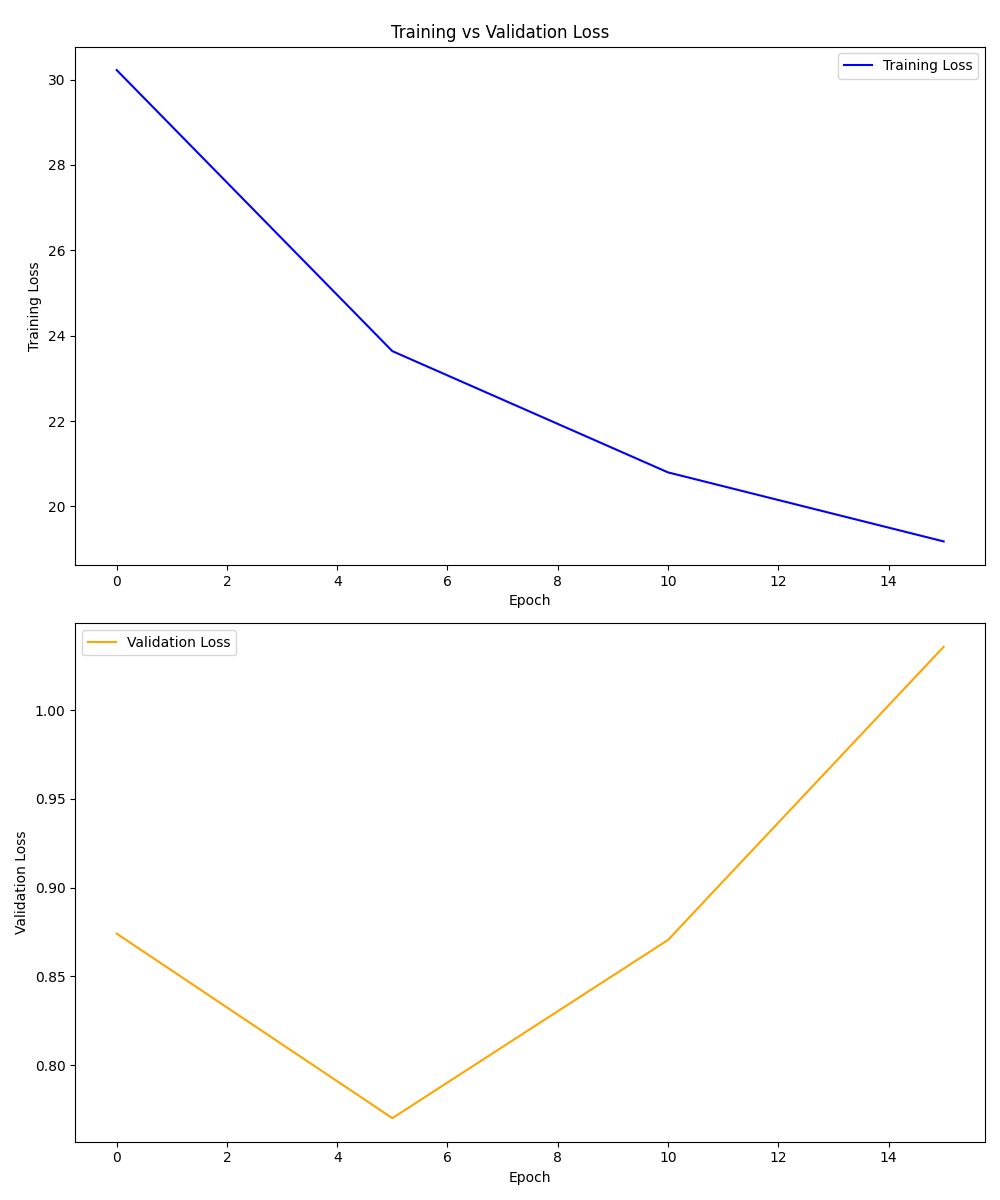 Training vs Validation Loss
Training Loss
30
28
26
24
22
20
Training Loss
0 2 4 6 8 10 12 14
Epoch
Validation Loss
1.00
0.95
0.90
0.85
0.80
Validation Loss
0 2 4 6 8 10 12 14
Epoch